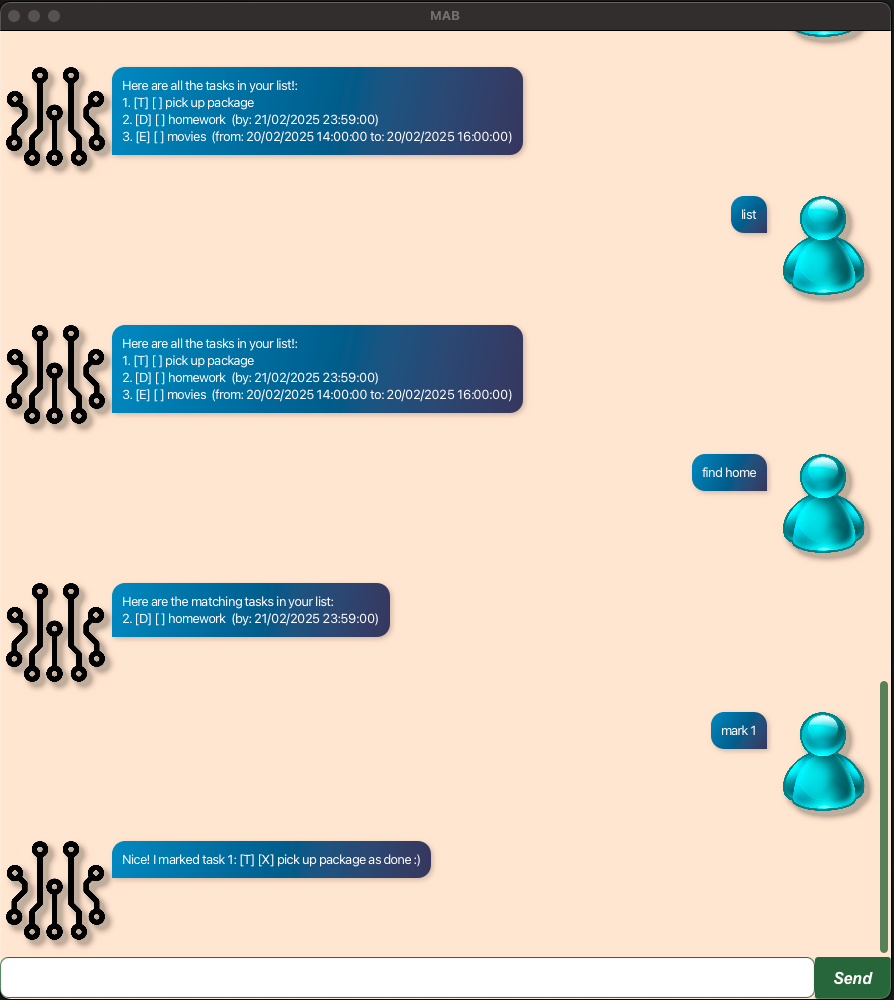 MAB
Here are all the tasks in your list!:
1. [T] [ ] pick up package
2. [D] [ ] homework  (by: 21/02/2025 23:59:00)
3. [E] [ ] movies  (from: 20/02/2025 14:00:00 to: 20/02/2025 16:00:00)
list
Here are all the tasks in your list!:
1. [T] [ ] pick up package
2. [D] [ ] homework  (by: 21/02/2025 23:59:00)
3. [E] [ ] movies  (from: 20/02/2025 14:00:00 to: 20/02/2025 16:00:00)
find home
Here are the matching tasks in your list:
2. [D] [ ] homework  (by: 21/02/2025 23:59:00)
mark 1
Nice! I marked task 1: [T] [X] pick up package as done :)
Send